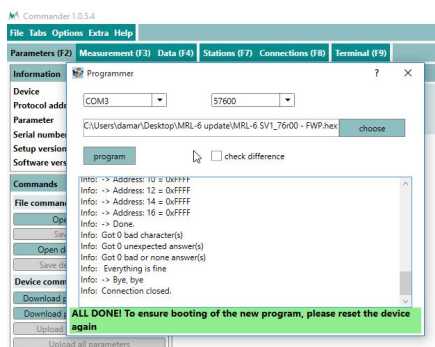 Commander 1.0.5.4
File Tabs Options Extra Help
Parameters (F2) Measurement (F3) Data (F4) Stations (F7) Connections (F8) Terminal (F9)
Information
Programmer ? ×
Device
Protocol addr
Parameter
Serial number
Setup version
Software vers
COM3 57600
C:\Users\damar\Desktop\MRL-6 update\MRL-6 SV1_76r00 - FWP.hex choose
program check difference
Commands
File comman
Ope
Sav
Open d
Save de
Device comm
Download p
Download p
Upload
Upload all parameters
Info: -> Address: 10 = 0xFFFF
Info: -> Address: 12 = 0xFFFF
Info: -> Address: 14 = 0xFFFF
Info: -> Address: 16 = 0xFFFF
Info: -> Done.
Info: Got 0 bad character(s)
Info: Got 0 unexpected answer(s)
Info: Got 0 bad or none answer(s)
Info: Everything is fine
Info: -> Bye, bye
Info: Connection closed.
ALL DONE! To ensure booting of the new program, please reset the device
again